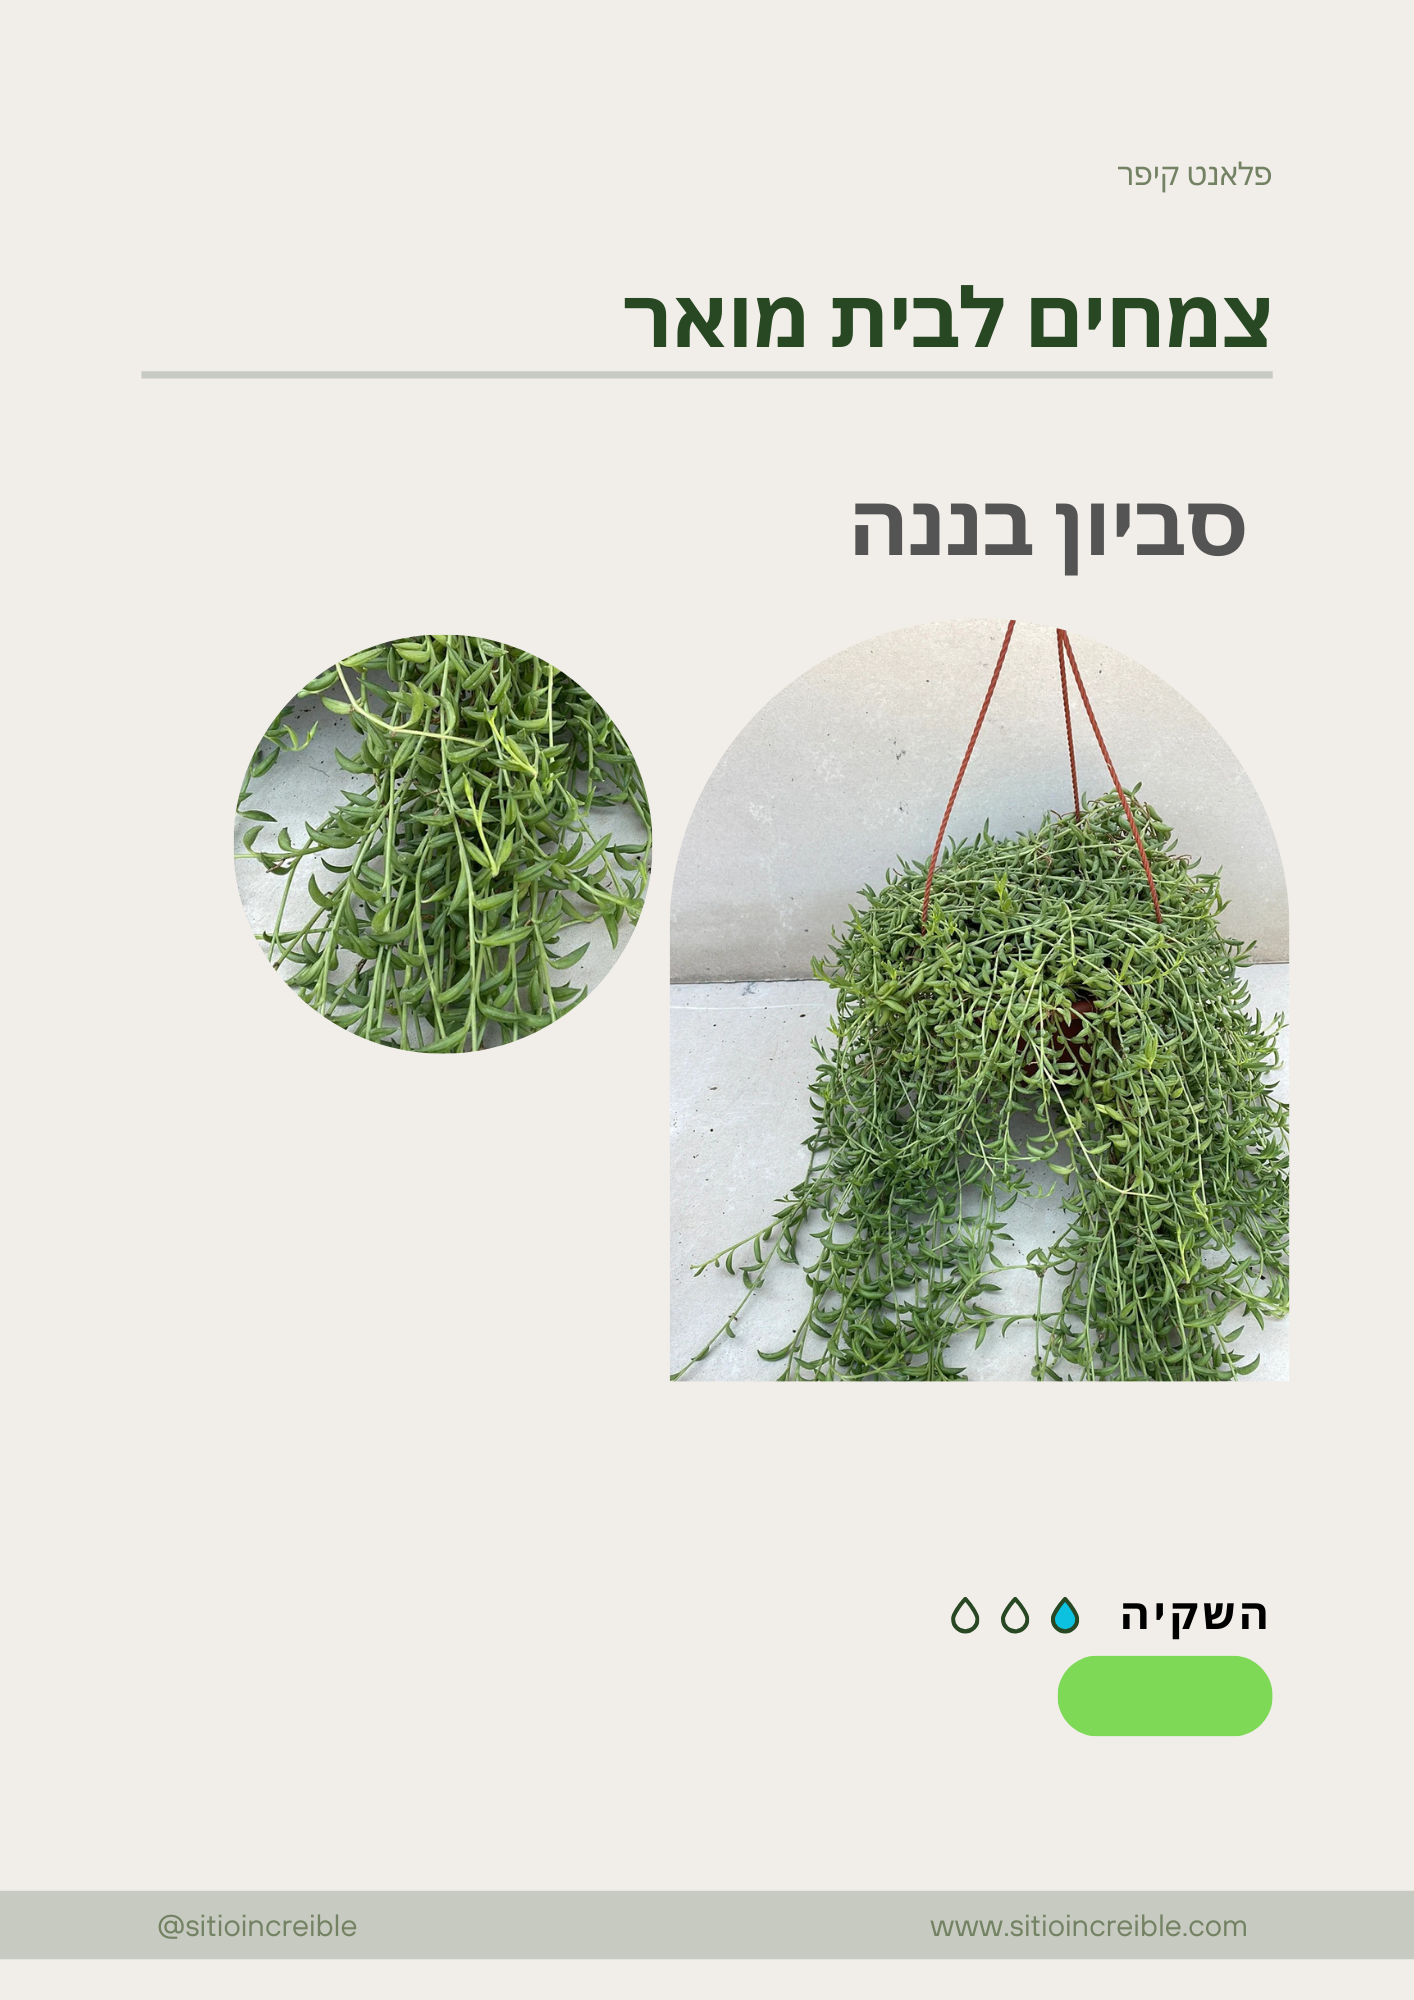 פלאנט קיפר
צמחים לבית מואר
סביון בננה
השקיה
@sitioincreible
www.sitioincreible.com